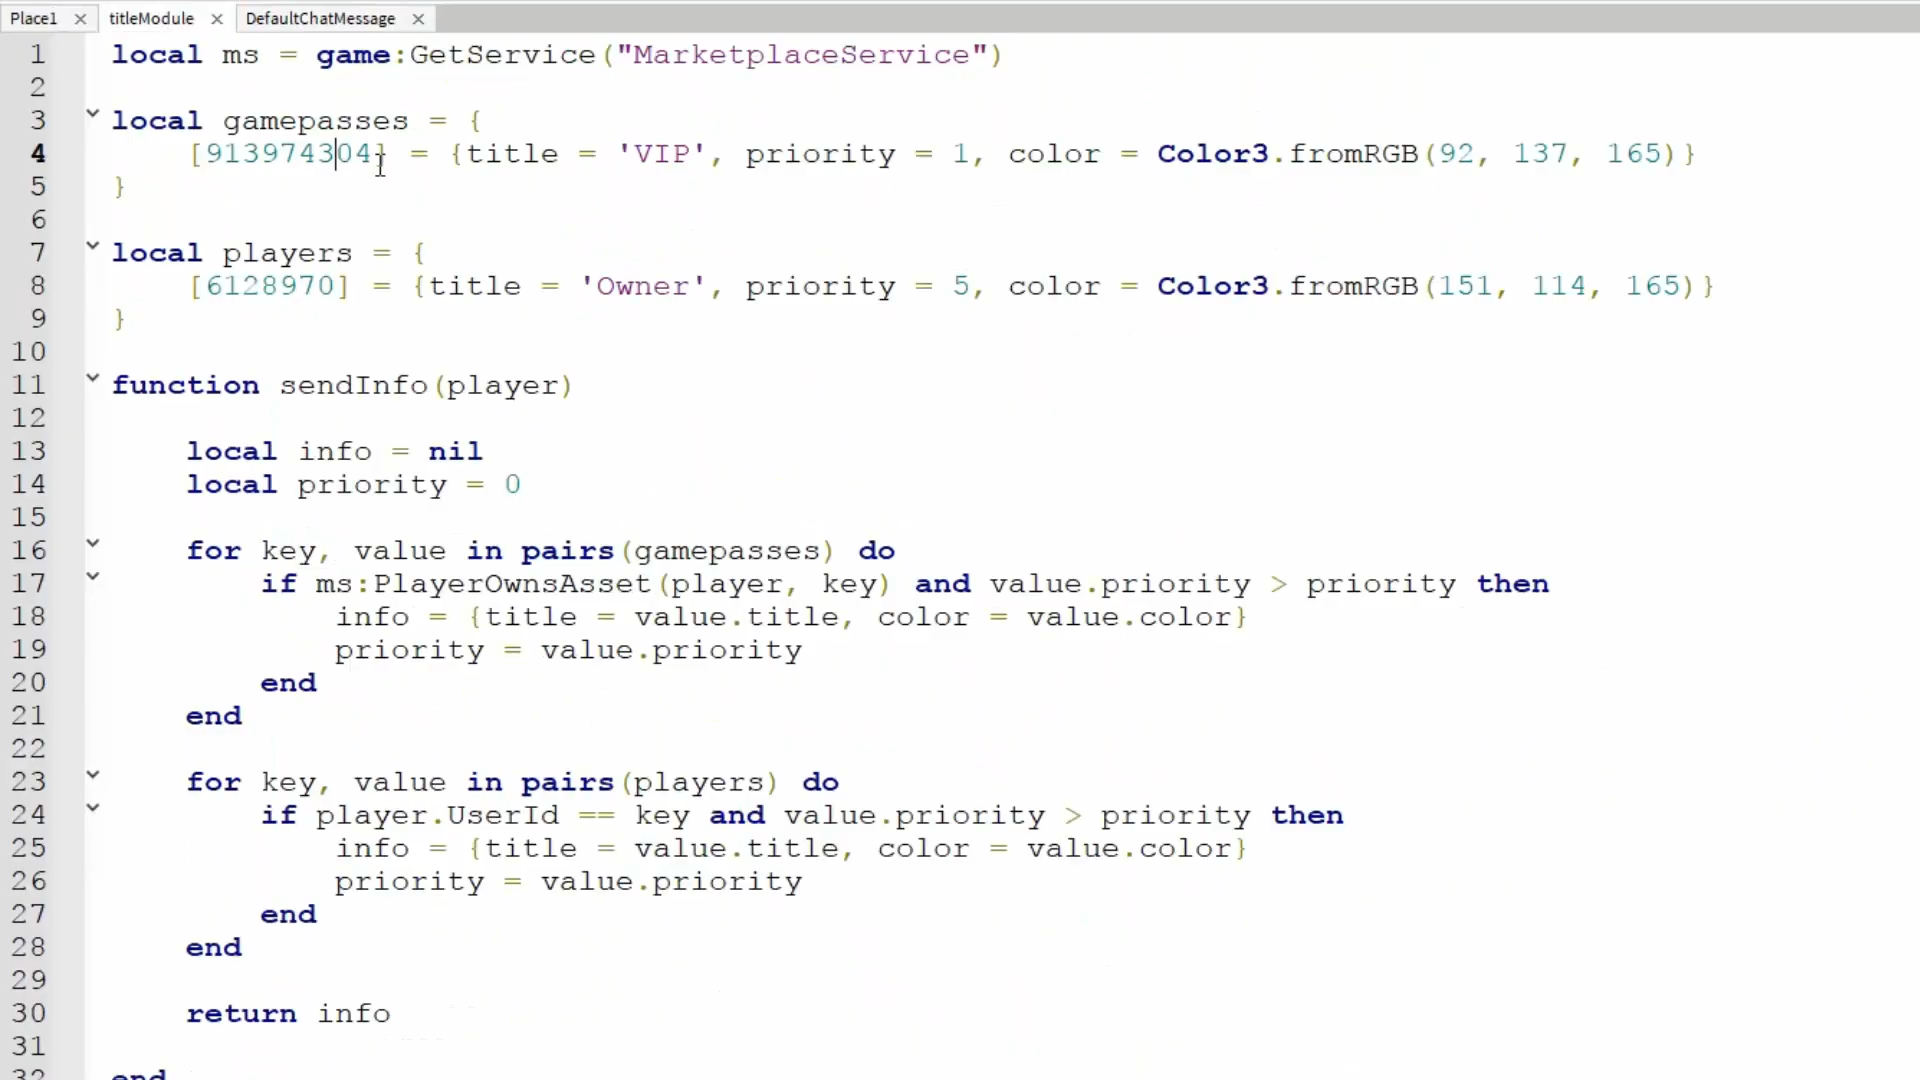 Place1 × titleModule × DefaultChatMessage ×
1 local ms = game:GetService("MarketplaceService")
2
3 local gamepasses = {
4 [913974304] = {title = 'VIP', priority = 1, color = Color3.fromRGB(92, 137, 165)}
5 }
6
7 local players = {
8 [6128970] = {title = 'Owner', priority = 5, color = Color3.fromRGB(151, 114, 165)}
9 }
10
11 function sendInfo(player)
12
13 local info = nil
14 local priority = 0
15
16 for key, value in pairs(gamepasses) do
17 if ms:PlayerOwnsAsset(player, key) and value.priority > priority then
18 info = {title = value.title, color = value.color}
19 priority = value.priority
20 end
21 end
22
23 for key, value in pairs(players) do
24 if player.UserId == key and value.priority > priority then
25 info = {title = value.title, color = value.color}
26 priority = value.priority
27 end
28 end
29
30 return info
31
32 end